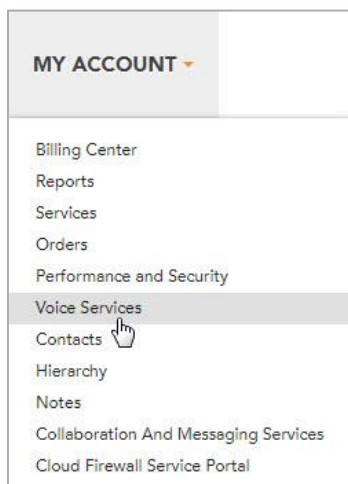 MY ACCOUNT
Billing Center
Reports
Services
Orders
Performance and Security
Voice Services
Contacts
Hierarchy
Notes
Collaboration And Messaging Services
Cloud Firewall Service Portal